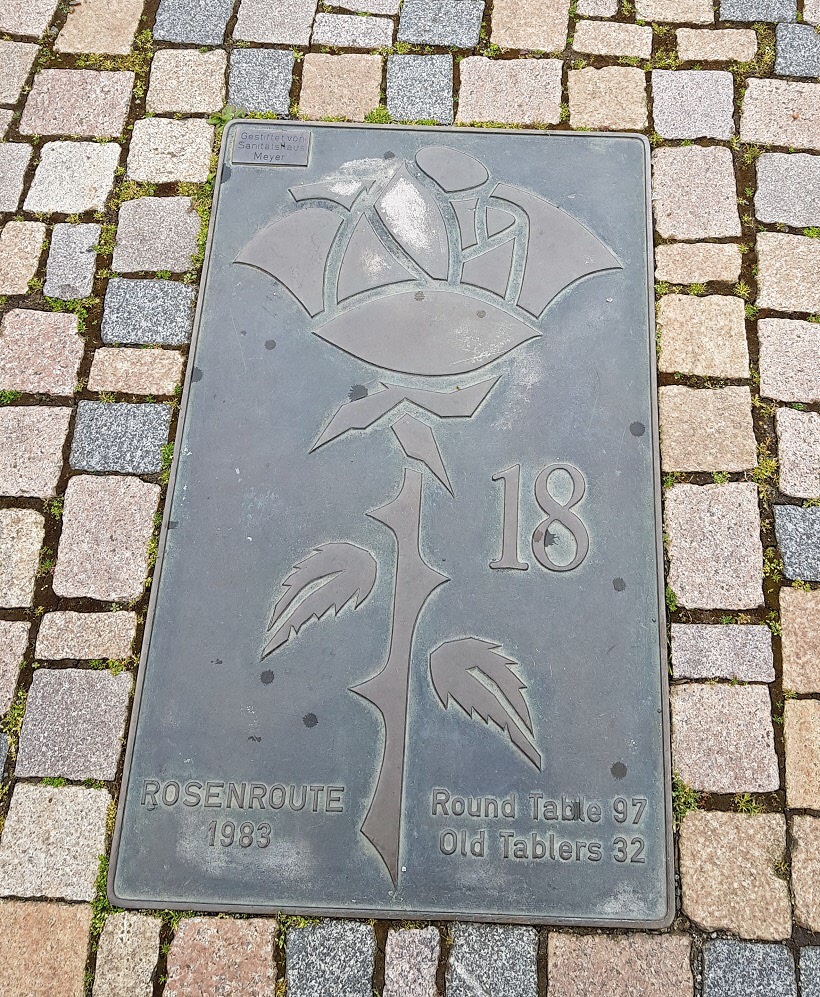 Gestiftet von
Sanitätshaus
Meyer
18
ROSENROUTE
1983
Round Table 97
Old Tablers 32